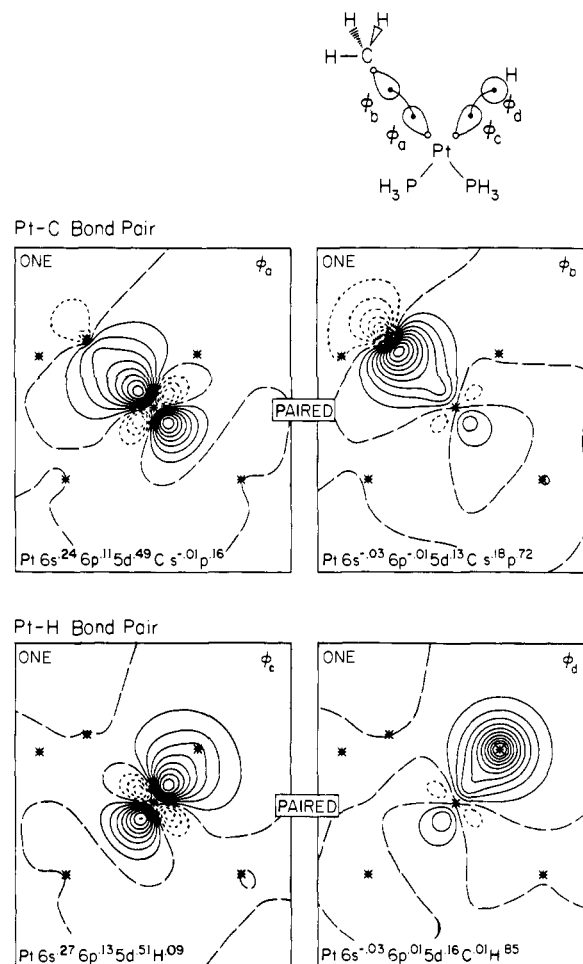 H H
H C H
ϕb ϕa ϕc ϕd
Pt
H3P PH3
Pt-C Bond Pair
ONE ϕa ONE ϕb
PAIRED
Pt 6s.24 6p.11 5d.49 C s-.01 p.16 Pt 6s-.03 6p-.01 5d.13 C s.18 p.72
Pt-H Bond Pair
ONE ϕc ONE ϕd
PAIRED
Pt 6s.27 6p.13 5d.51 H.09 Pt 6s-.03 6p.01 5d.16 C.01 H.85